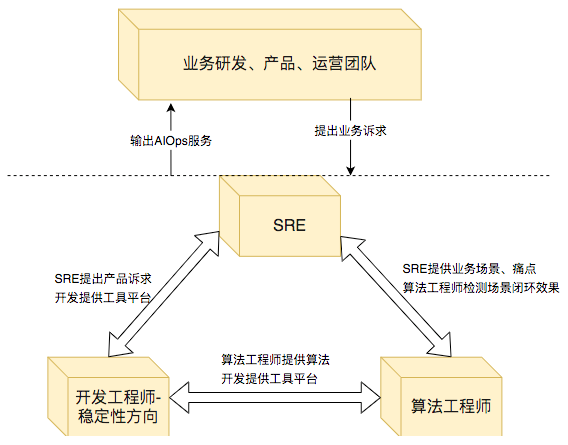 业务研发、产品、运营团队
输出AIOps服务
提出业务诉求
SRE
SRE提出产品诉求
开发提供工具平台
SRE提供业务场景、痛点
算法工程师检测场景闭环效果
算法工程师提供算法
开发提供工具平台
开发工程师-
稳定性方向
算法工程师